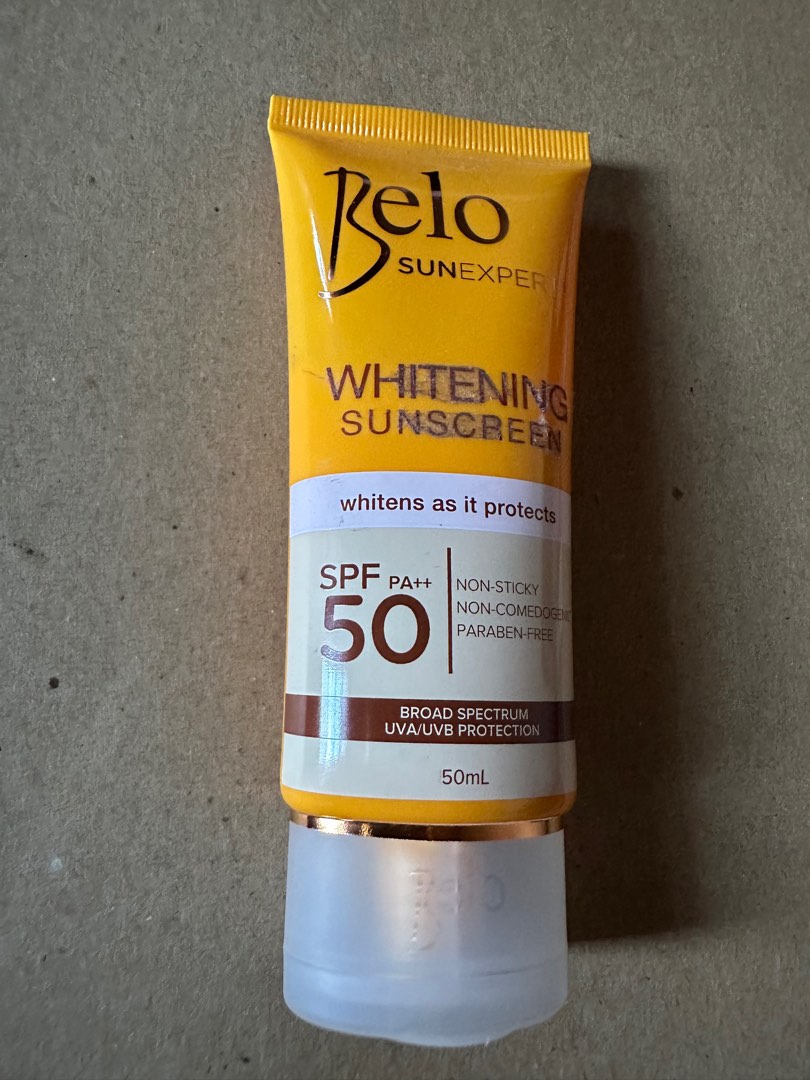 Belo
SUNEXPERT
WHITENING
SUNSCREEN
whitens as it protects
SPF PA++
50
NON-STICKY
NON-COMEDOGENIC
PARABEN-FREE
BROAD SPECTRUM
UVA/UVB PROTECTION
50mL
Belo